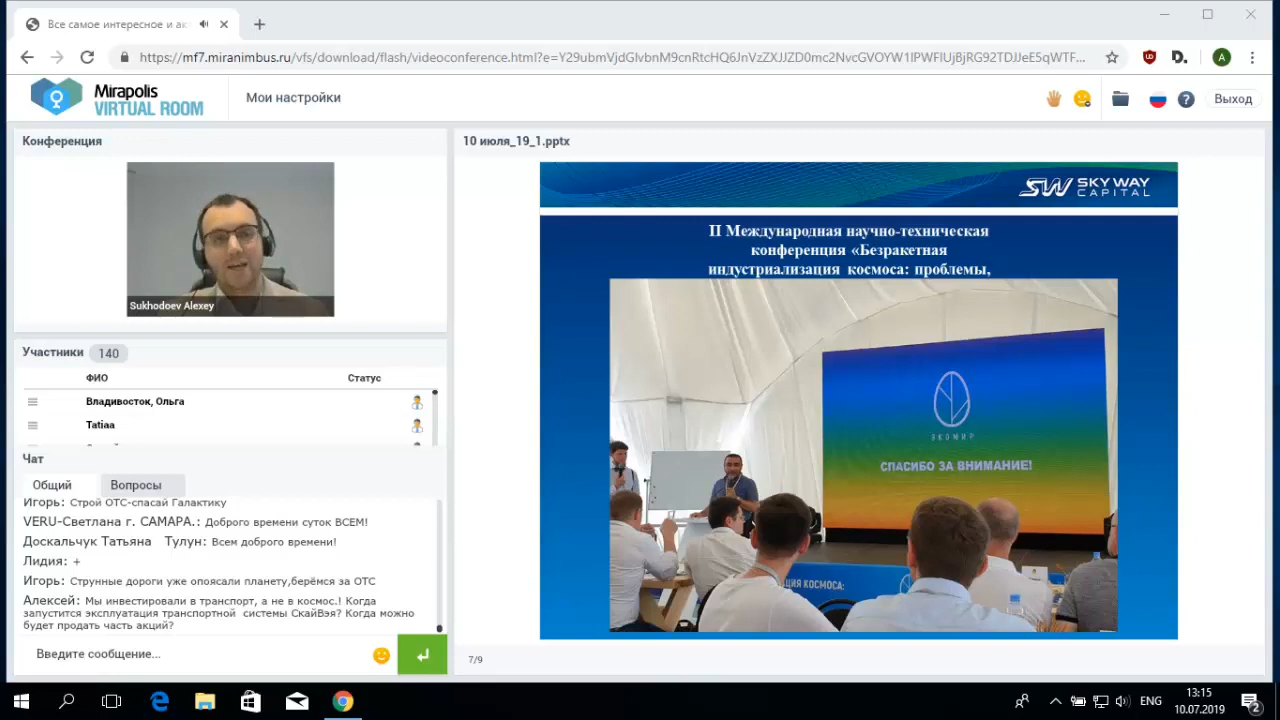 Все самое интересное и ак
https://mf7.miranimbus.ru/vfs/download/flash/videoconference.html?e=
Mirapolis
VIRTUAL ROOM
Мои настройки
Выход
Конференция
10 июля_19_1.pptx
Sukhodoev Alexey
SW SKY WAY
CAPITAL
II Международная научно-техническая
конференция «Безракетная
индустриализация космоса: проблемы,
ЭКОМИР
СПАСИБО ЗА ВНИМАНИЕ!
ЦИЯ КОСМОСА:
Участники 140
ФИО Статус
Владивосток, Ольга
Tatiaa
Чат
Общий Вопросы
Игорь: Строй ОТС-спасай Галактику
VERU-Светлана г. САМАРА.: Доброго времени суток ВСЕМ!
Доскальчук Татьяна Тулун: Всем доброго времени!
Лидия: +
Игорь: Струнные дороги уже опоясали планету,берёмся за ОТС
Алексей: Мы инвестировали в транспорт, а не в космос.! Когда
запустится эксплуатация транспортной системы СкайВэя? Когда можно
будет продать часть акций?
Введите сообщение...
7/9
ENG
13:15
10.07.2019
2